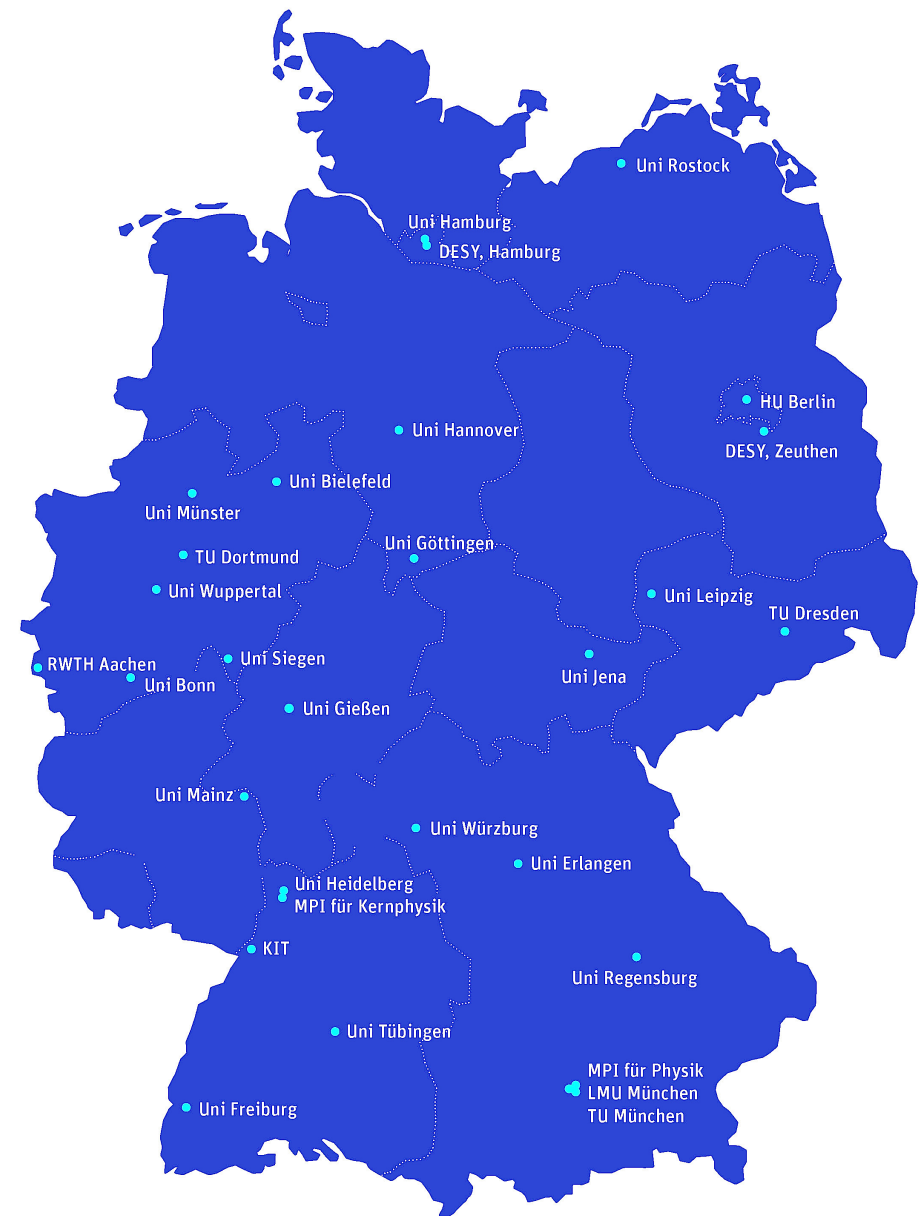 Uni Rostock
Uni Hamburg
DESY, Hamburg
HU Berlin
Uni Hannover
DESY, Zeuthen
Uni Bielefeld
Uni Münster
Uni Göttingen
TU Dortmund
Uni Wuppertal
Uni Leipzig
TU Dresden
Uni Siegen
RWTH Aachen
Uni Bonn
Uni Jena
Uni Gießen
Uni Mainz
Uni Würzburg
Uni Erlangen
Uni Heidelberg
MPI für Kernphysik
KIT
Uni Regensburg
Uni Tübingen
MPI für Physik
LMU München
TU München
Uni Freiburg